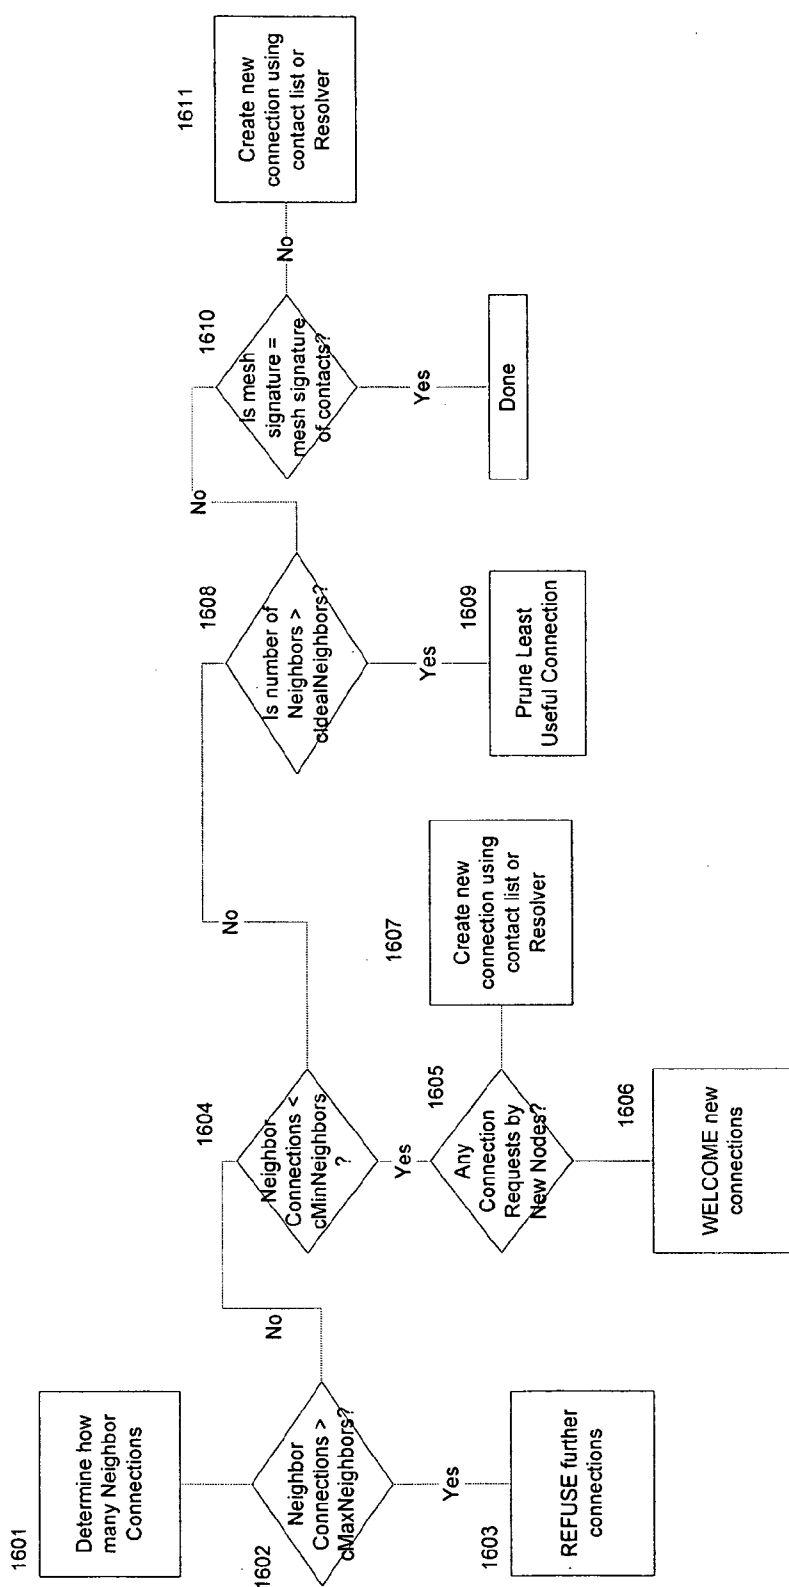 1601
Determine how
many Neighbor
Connections
1602
Neighbor
Connections >
cMaxNeighbors?
Yes
1603
REFUSE further
connections
No
1604
Neighbor
Connections <
cMinNeighbors
?
Yes
1605
Any
Connection
Requests by
New Nodes?
1606
WELCOME new
connections
1607
Create new
connection using
contact list or
Resolver
No
1608
Is number of
Neighbors >
cIdealNeighbors?
Yes
1609
Prune Least
Useful Connection
No
1610
Is mesh
signature =
mesh signature
of contacts?
Yes
Done
No
1611
Create new
connection using
contact list or
Resolver